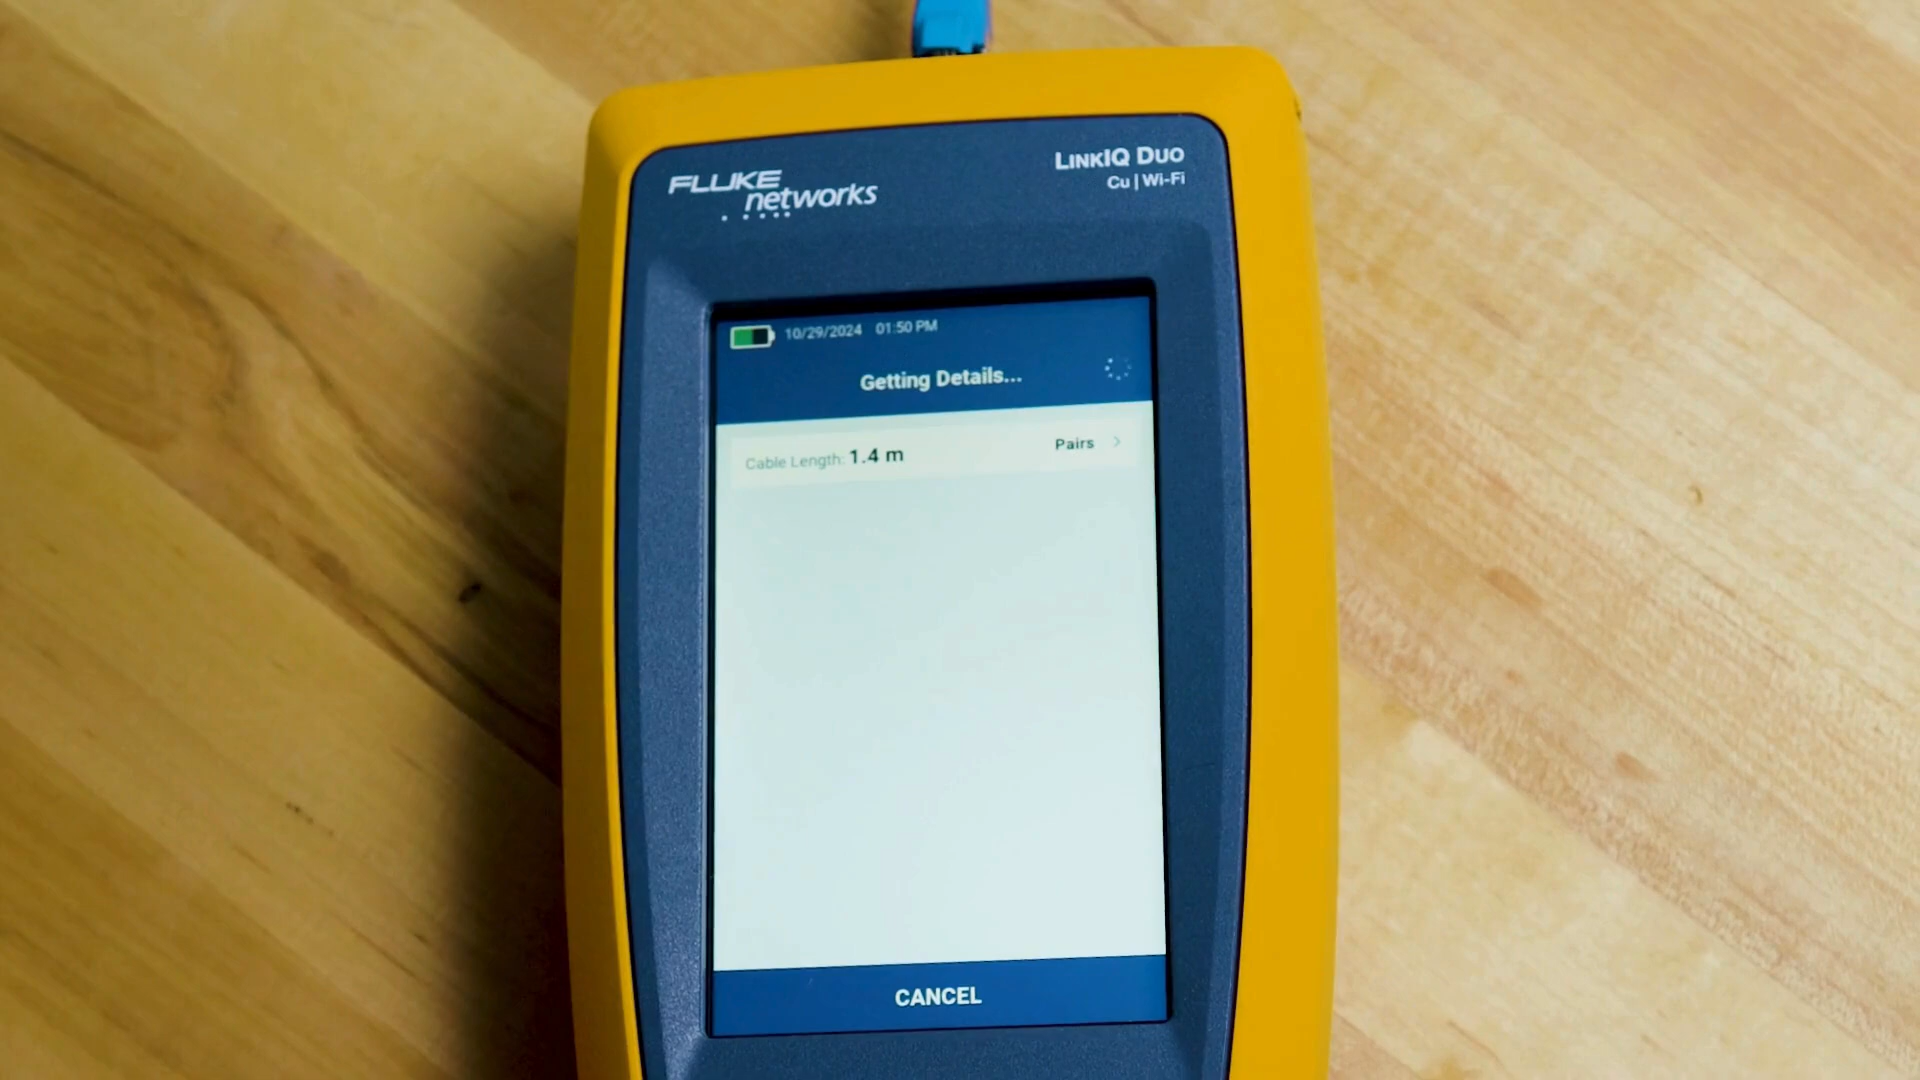 FLUKE
networks
LINKIQ DUO
Cu | Wi-Fi
10/29/2024 01:50 PM
Getting Details...
Cable Length: 1.4 m
Pairs
CANCEL